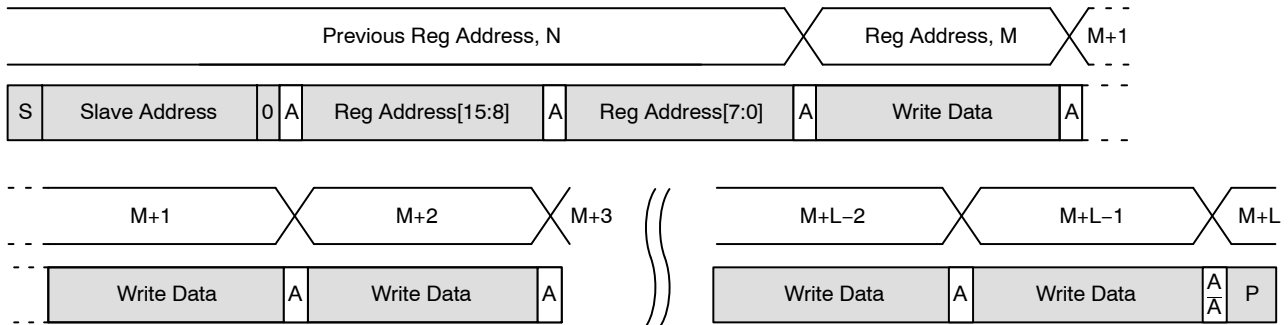 Previous Reg Address, N Reg Address, M M+1
S Slave Address 0 A Reg Address[15:8] A Reg Address[7:0] A Write Data A
M+1 M+2 M+3 M+L−2 M+L−1 M+L
Write Data A Write Data A Write Data A Write Data A P
A̅